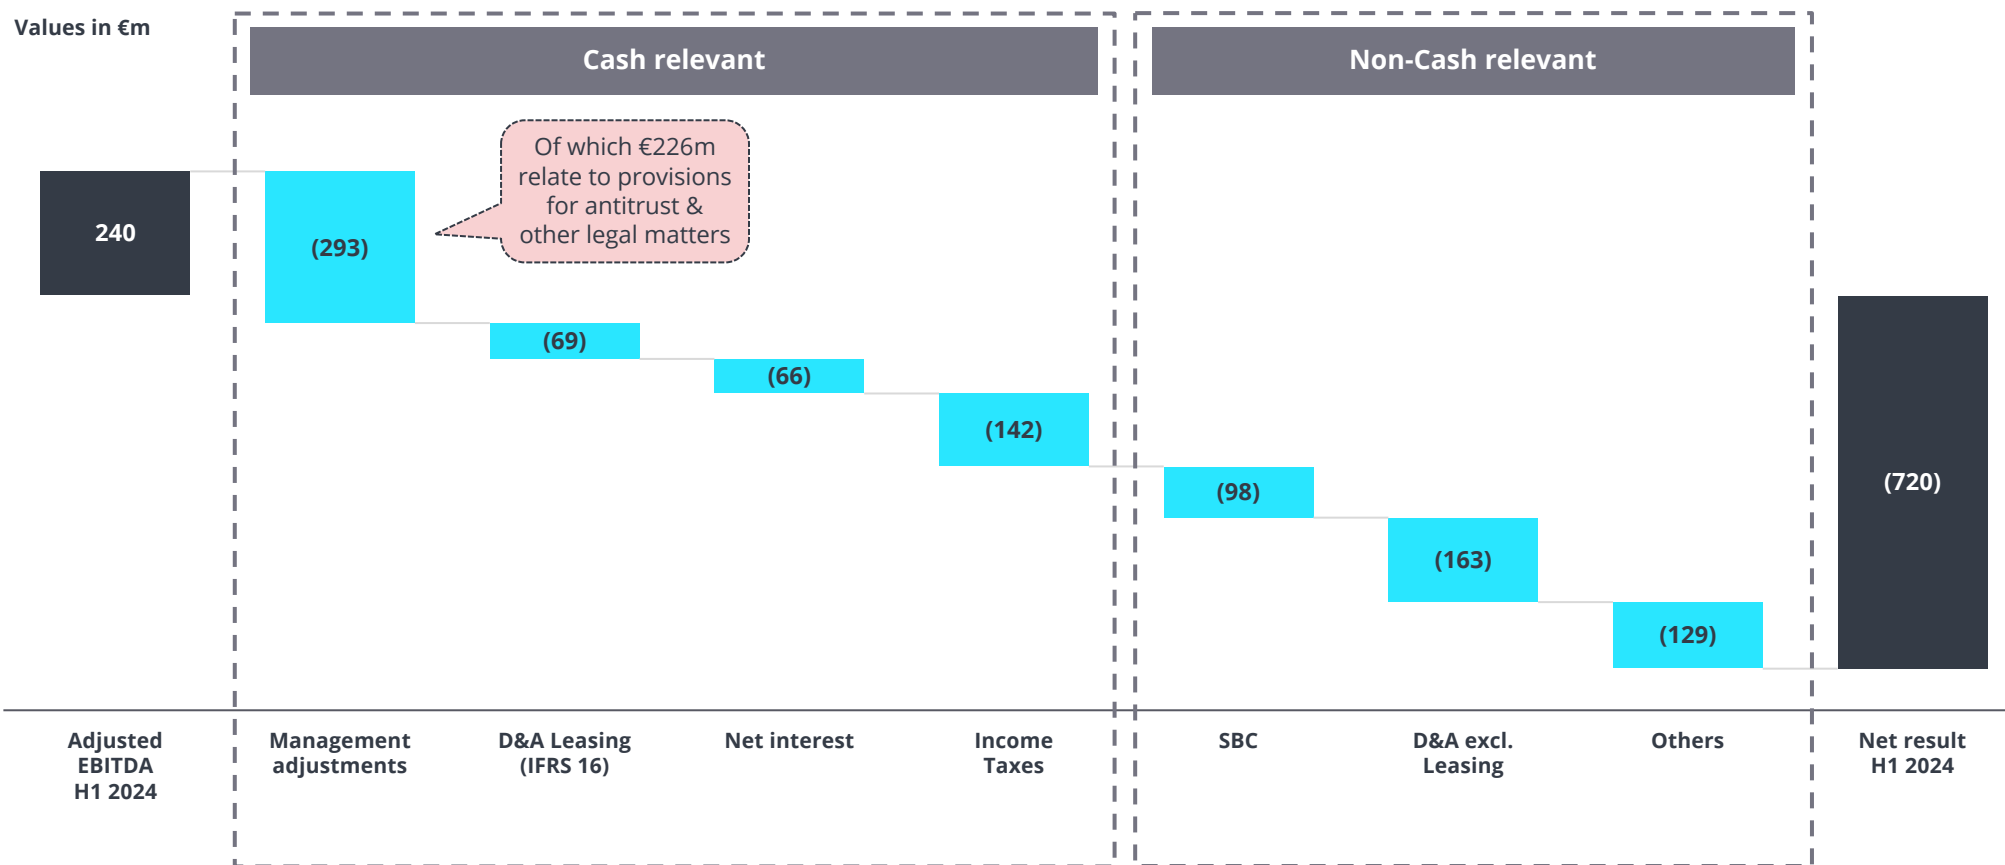 Values in €m
Cash relevant
Non-Cash relevant
Of which €226m
relate to provisions
for antitrust &
other legal matters
240
(293)
(69)
(66)
(142)
(98)
(163)
(129)
(720)
Adjusted
EBITDA
H1 2024
Management
adjustments
D&A Leasing
(IFRS 16)
Net interest
Income
Taxes
SBC
D&A excl.
Leasing
Others
Net result
H1 2024